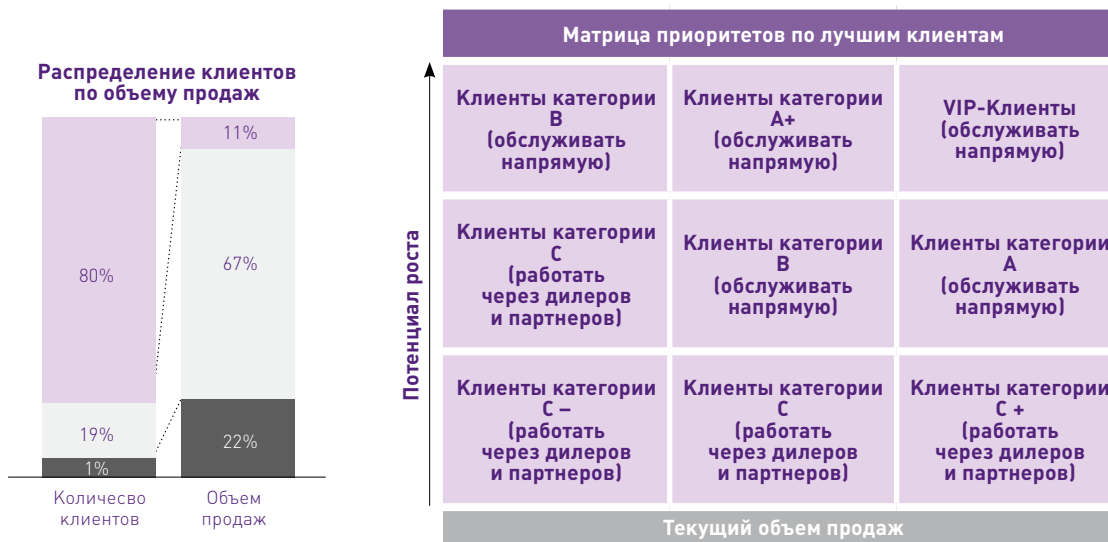 Распределение клиентов
по объему продаж
11%
80%
67%
19%
22%
1%
Количесво
клиентов
Объем
продаж
Матрица приоритетов по лучшим клиентам
Потенциал роста
Клиенты категории
B
(обслуживать
напрямую)
Клиенты категории
A+
(обслуживать
напрямую)
VIP-Клиенты
(обслуживать
напрямую)
Клиенты категории
C
(работать
через дилеров
и партнеров)
Клиенты категории
B
(обслуживать
напрямую)
Клиенты категории
A
(обслуживать
напрямую)
Клиенты категории
C –
(работать
через дилеров
и партнеров)
Клиенты категории
C
(работать
через дилеров
и партнеров)
Клиенты категории
C +
(работать
через дилеров
и партнеров)
Текущий объем продаж